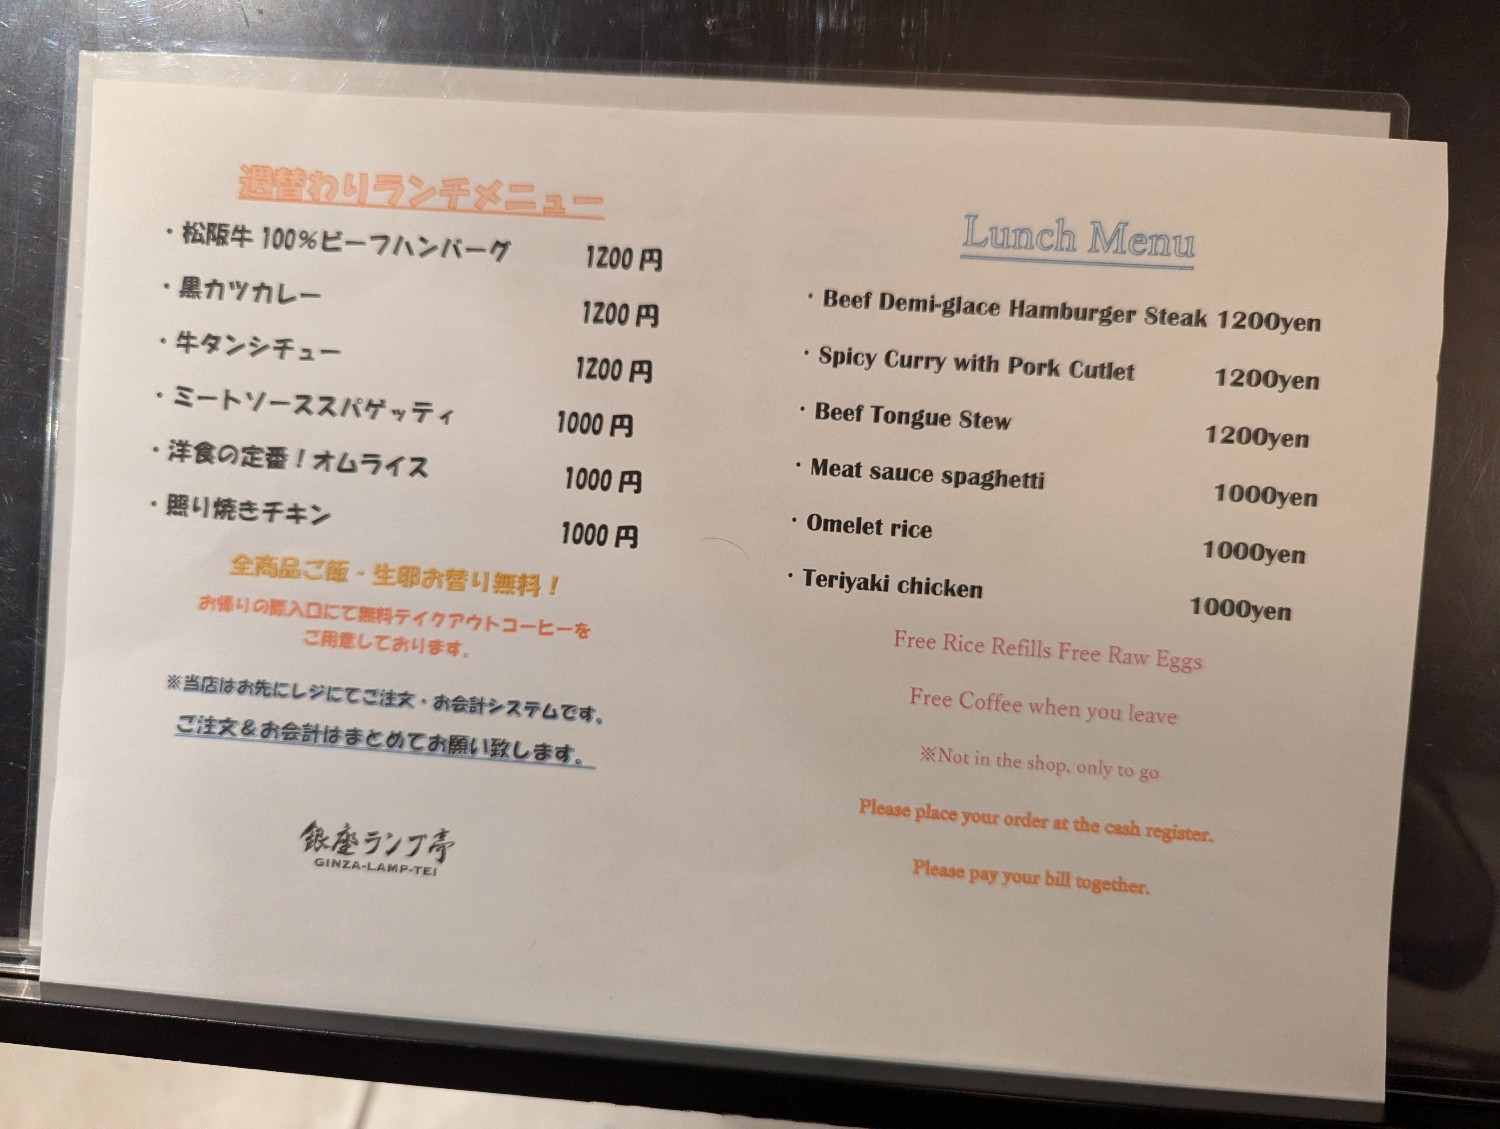 週替わりランチメニュー
・松阪牛100%ビーフハンバーグ 1200円
・黒カツカレー 1200円
・牛タンシチュー 1200円
・ミートソーススパゲッティ 1000円
・洋食の定番!オムライス 1000円
・照り焼きチキン 1000円
全商品ご飯・生卵お替り無料!
お帰りの際入口にて無料テイクアウトコーヒーを
ご用意しております。
※当店はお先にレジにてご注文・お会計システムです。
ご注文&お会計はまとめてお願い致します。
銀座ランプ亭
GINZA-LAMP-TEI
Lunch Menu
・Beef Demi-glace Hamburger Steak 1200yen
・Spicy Curry with Pork Cutlet 1200yen
・Beef Tongue Stew 1200yen
・Meat sauce spaghetti 1000yen
・Omelet rice 1000yen
・Teriyaki chicken 1000yen
Free Rice Refills Free Raw Eggs
Free Coffee when you leave
※Not in the shop, only to go
Please place your order at the cash register.
Please pay your bill together.